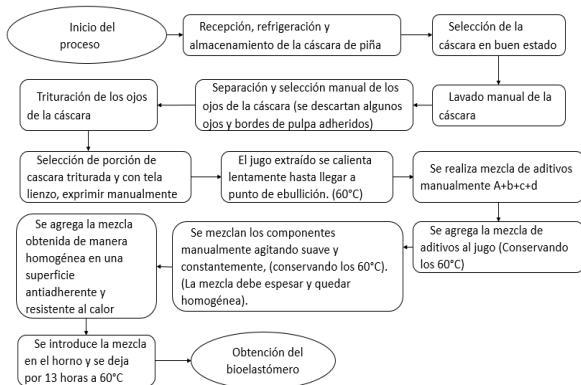 Inicio del
proceso
Recepción, refrigeración y
almacenamiento de la cáscara de piña
Selección de la
cáscara en buen estado
Lavado manual de la
cáscara
Separación y selección manual de los
ojos de la cáscara (se descartan algunos
ojos y bordes de pulpa adheridos)
Trituración de los ojos
de la cáscara
Selección de porción de
cascara triturada y con tela
lienzo, exprimir manualmente
El jugo extraído se calienta
lentamente hasta llegar a
punto de ebullición. (60°C)
Se realiza mezcla de aditivos
manualmente A+b+c+d
Se agrega la mezcla de
aditivos al jugo (Conservando
los 60°C)
Se mezclan los componentes
manualmente agitando suave y
constantemente, (conservando los 60°C).
(La mezcla debe espesar y quedar
homogénea).
Se agrega la mezcla
obtenida de manera
homogénea en una
superficie
antiadherente y
resistente al calor
Se introduce la mezcla
en el horno y se deja
por 13 horas a 60°C
Obtención del
bioelastómero